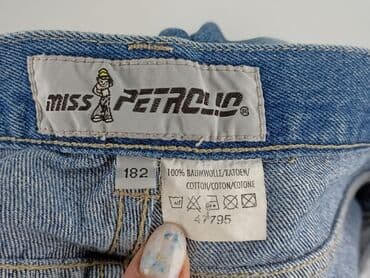 miss PETROLIO®
182
100% BAUMWOLLE/KATOEN/
COTTON/COTON/COTONE
47795